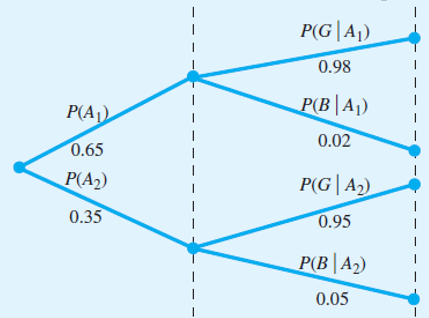 P(G | A₁)
0.98
P(A₁)
P(B | A₁)
0.65
0.02
P(A₂)
P(G | A₂)
0.35
0.95
P(B | A₂)
0.05